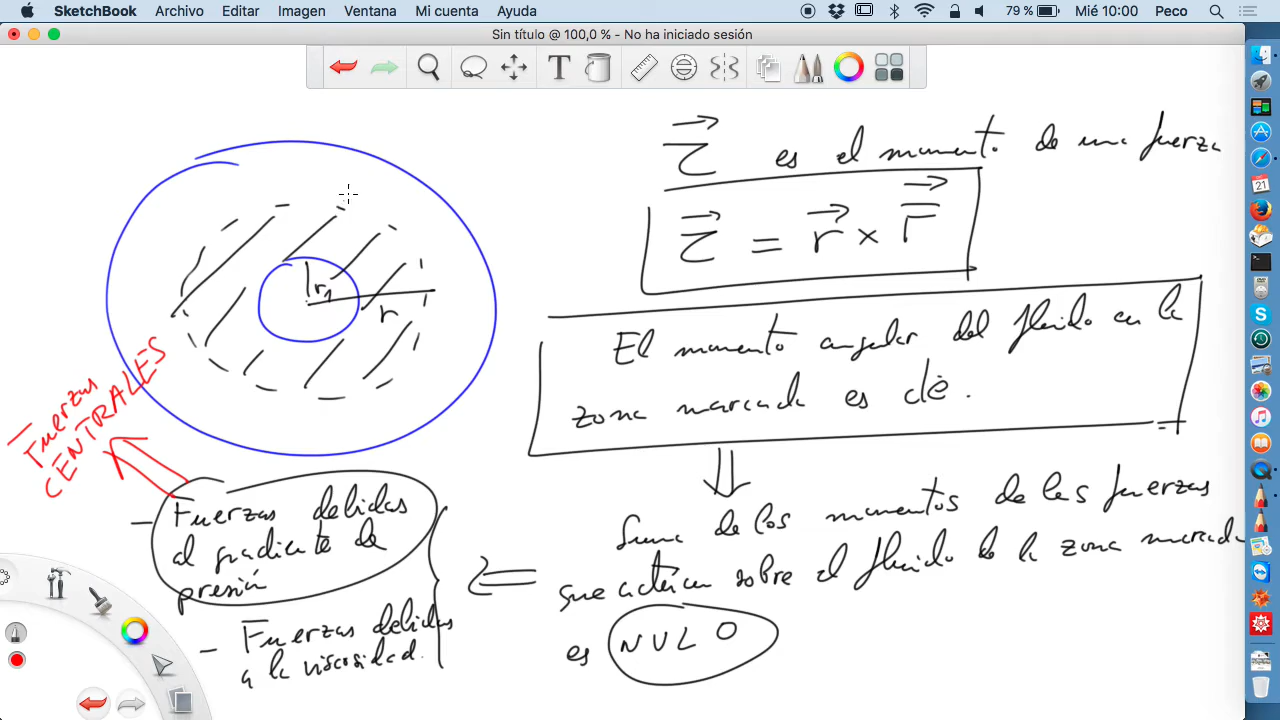 SketchBook Archivo Editar Imagen Ventana Mi cuenta Ayuda 79 % Mié 10:00 Peco
Sin título @ 100,0 % - No ha iniciado sesión
T
τ es el momento de una fuerza
τ = r × F
El momento angular del fluido en la
zona marcada es cte.
Suma de los momentos de las fuerzas
que actúan sobre el fluido de la zona marcada
es NULO
r1
r
Fuerzas
CENTRALES
- Fuerzas debidas
al gradiente de
presión
- Fuerzas debidas
a la viscosidad.
21